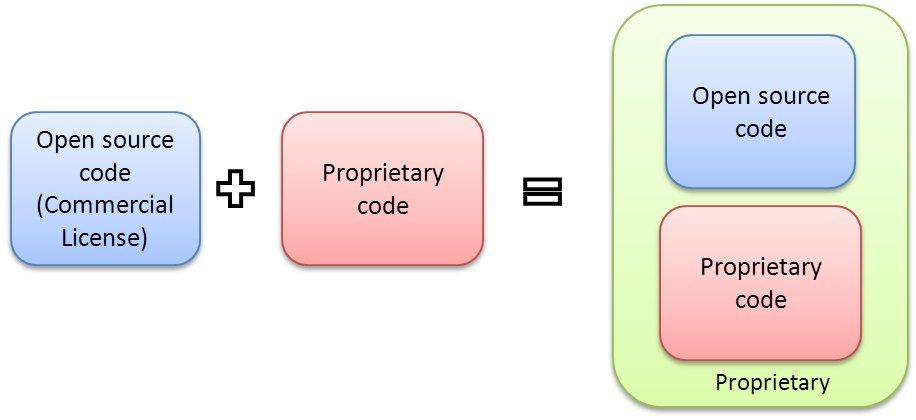 Open source
code
(Commercial
License)
Proprietary
code
Open source
code
Proprietary
code
Proprietary